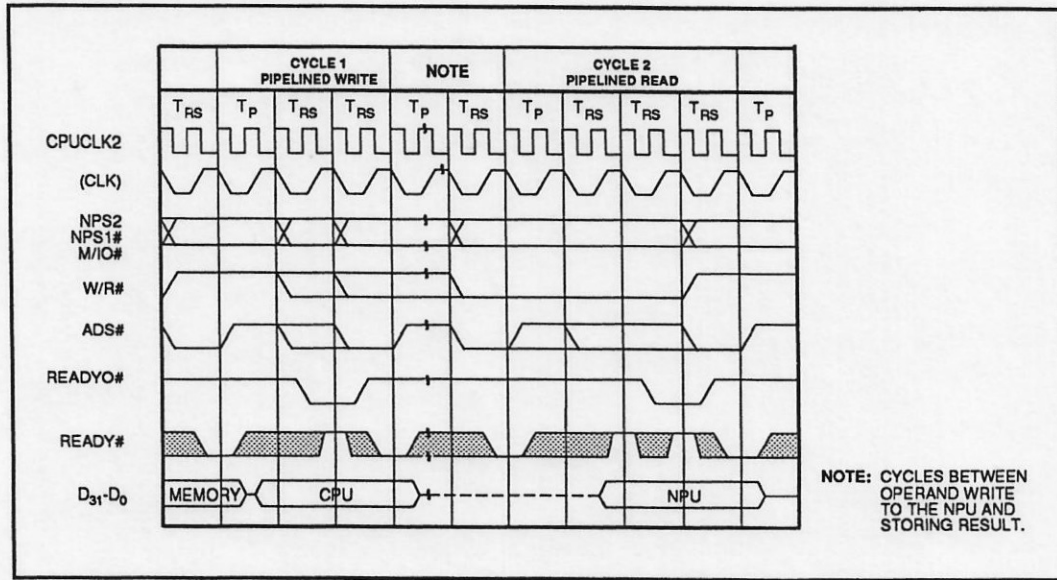 CYCLE 1
PIPELINED WRITE
NOTE
CYCLE 2
PIPELINED READ
TRS TP TRS TRS TP TRS TP TRS TRS TRS TP
CPUCLK2
(CLK)
NPS2
NPS1#
M/IO#
W/R#
ADS#
READYO#
READY#
D31-D0 MEMORY CPU NPU
NOTE: CYCLES BETWEEN
OPERAND WRITE
TO THE NPU AND
STORING RESULT.